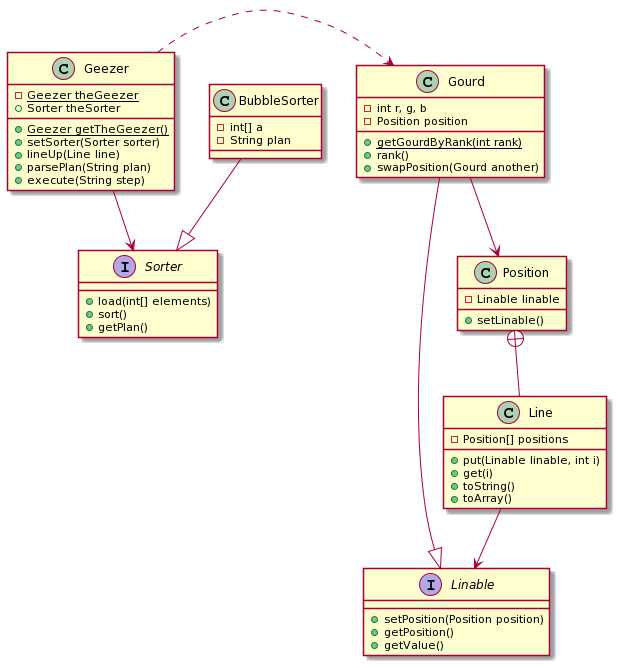 C Geezer
Geezer theGeezer
Sorter theSorter
Geezer getTheGeezer()
setSorter(Sorter sorter)
lineUp(Line line)
parsePlan(String plan)
execute(String step)
C BubbleSorter
int[] a
String plan
C Gourd
int r, g, b
Position position
getGourdByRank(int rank)
rank()
swapPosition(Gourd another)
I Sorter
load(int[] elements)
sort()
getPlan()
C Position
Linable linable
setLinable()
C Line
Position[] positions
put(Linable linable, int i)
get(i)
toString()
toArray()
I Linable
setPosition(Position position)
getPosition()
getValue()